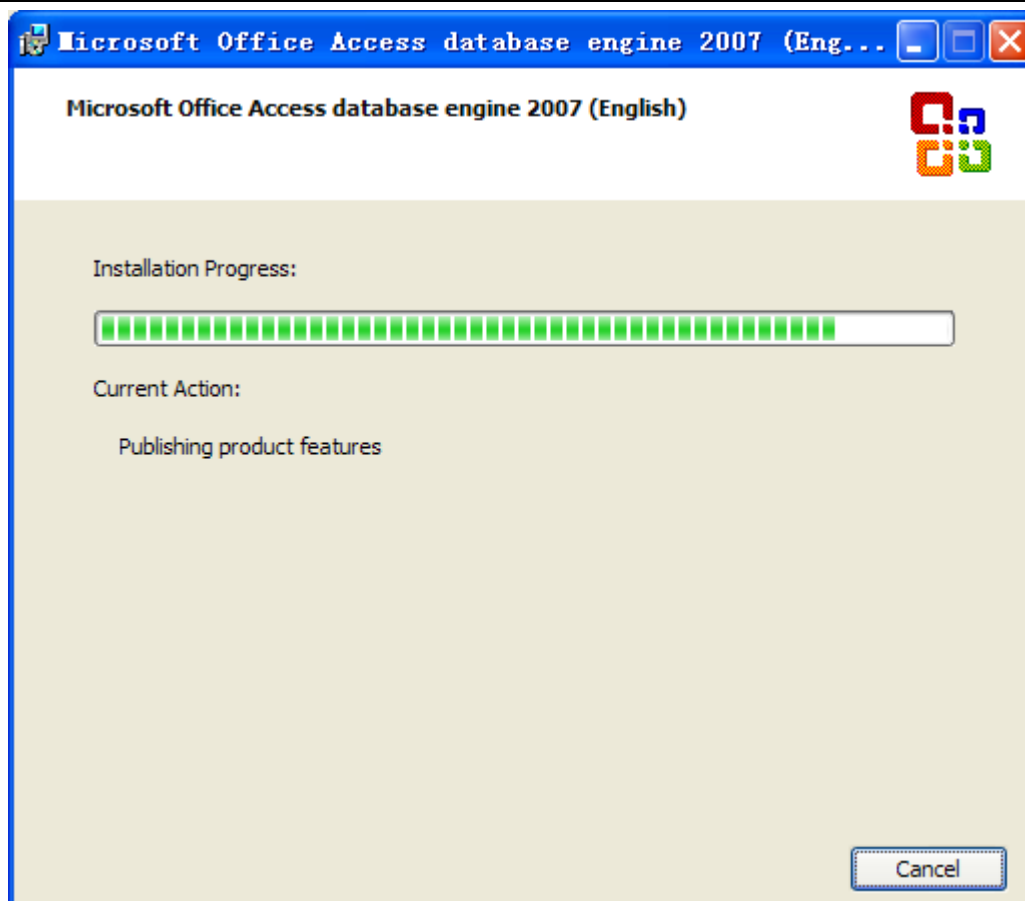 Microsoft Office Access database engine 2007 (Eng...
Microsoft Office Access database engine 2007 (English)
Installation Progress:
Current Action:
Publishing product features
Cancel